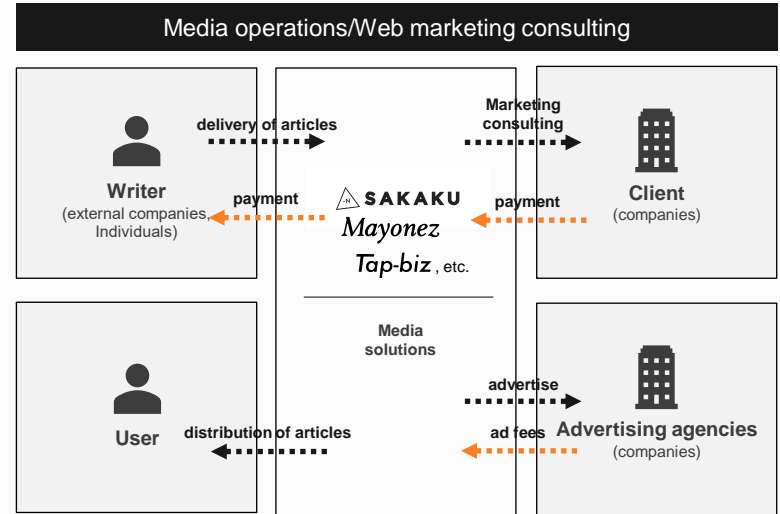 Media operations/Web marketing consulting
delivery of articles
payment
Writer
(external companies,
Individuals)
SAKAKU
Mayonez
Tap-biz , etc.
Marketing
consulting
payment
Client
(companies)
Media
solutions
User
distribution of articles
advertise
ad fees
Advertising agencies
(companies)